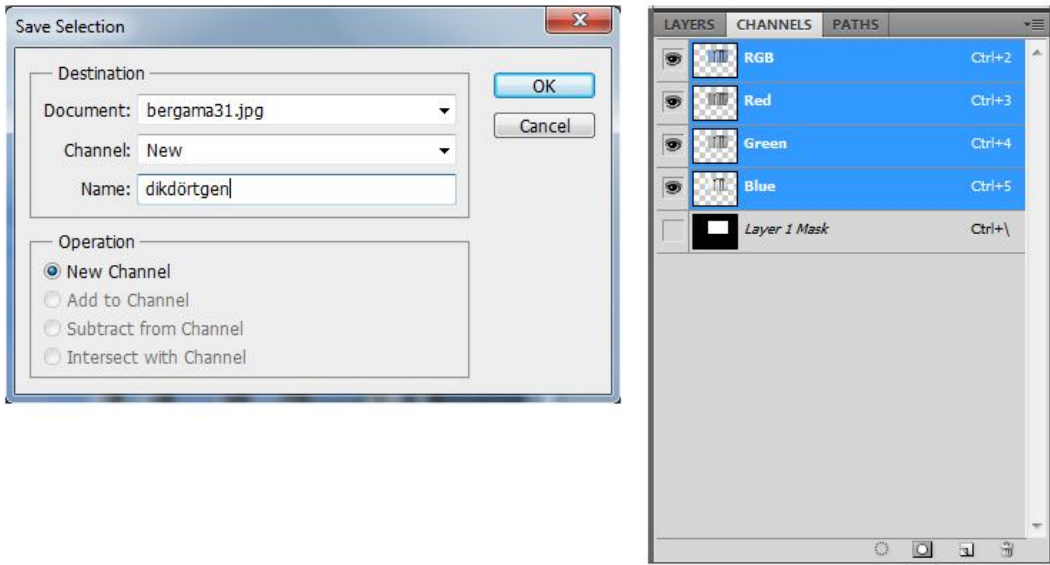 Save Selection
Destination
Document: bergama31.jpg
Channel: New
Name: dikdörtgen
OK
Cancel
Operation
New Channel
Add to Channel
Subtract from Channel
Intersect with Channel
LAYERS CHANNELS PATHS
RGB Ctrl+2
Red Ctrl+3
Green Ctrl+4
Blue Ctrl+5
Layer 1 Mask Ctrl+\